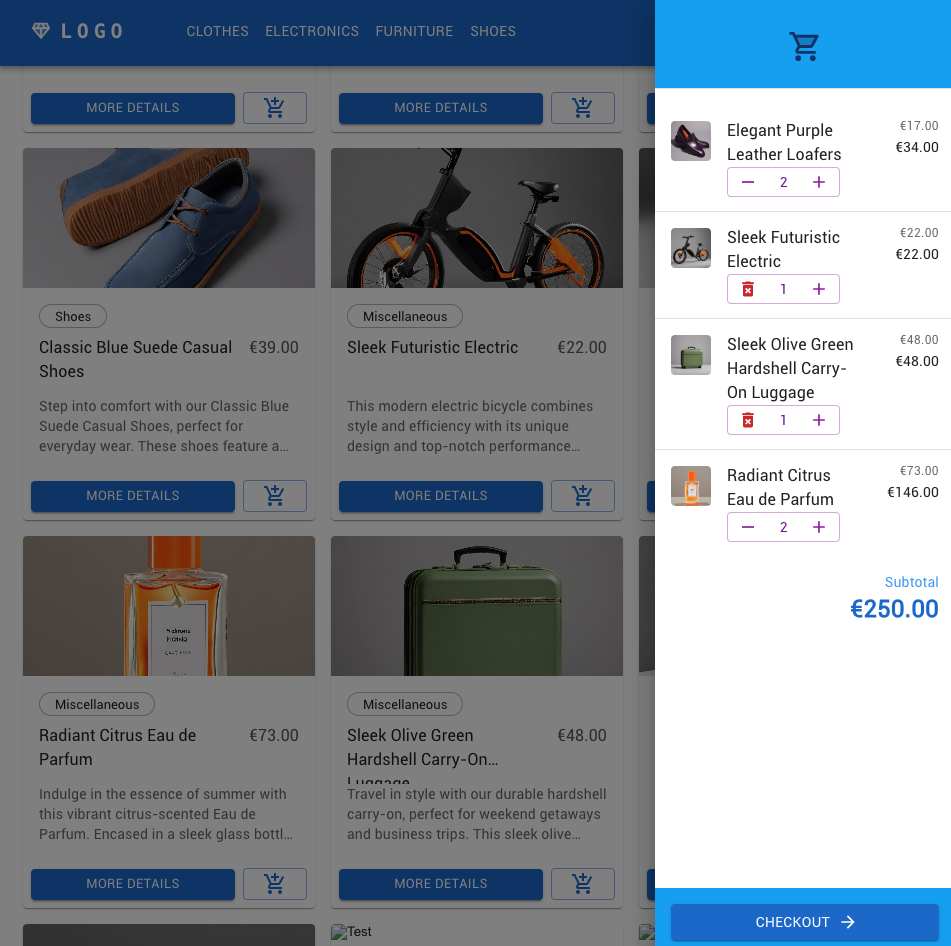 LOGO
CLOTHES ELECTRONICS FURNITURE SHOES
MORE DETAILS
MORE DETAILS
Shoes
Classic Blue Suede Casual
Shoes
€39.00
Step into comfort with our Classic Blue
Suede Casual Shoes, perfect for
everyday wear. These shoes feature a…
MORE DETAILS
Miscellaneous
Sleek Futuristic Electric
€22.00
This modern electric bicycle combines
style and efficiency with its unique
design and top-notch performance…
MORE DETAILS
Miscellaneous
Radiant Citrus Eau de
Parfum
€73.00
Indulge in the essence of summer with
this vibrant citrus-scented Eau de
Parfum. Encased in a sleek glass bottl…
MORE DETAILS
Miscellaneous
Sleek Olive Green
Hardshell Carry-On…
Luggage
€48.00
Travel in style with our durable hardshell
carry-on, perfect for weekend getaways
and business trips. This sleek olive…
MORE DETAILS
Test
Elegant Purple
Leather Loafers
€17.00
€34.00
2
Sleek Futuristic
Electric
€22.00
€22.00
1
Sleek Olive Green
Hardshell Carry-
On Luggage
€48.00
€48.00
1
Radiant Citrus
Eau de Parfum
€73.00
€146.00
2
Subtotal
€250.00
CHECKOUT